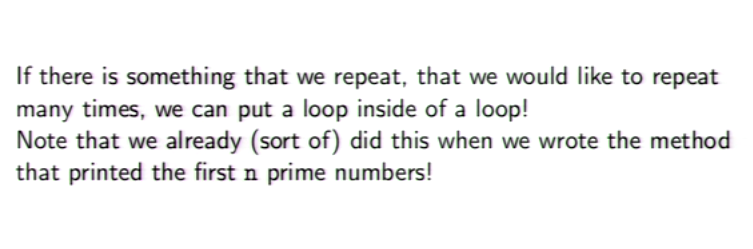 If there is something that we repeat, that we would like to repeat
many times, we can put a loop inside of a loop!
Note that we already (sort of) did this when we wrote the method
that printed the first n prime numbers!